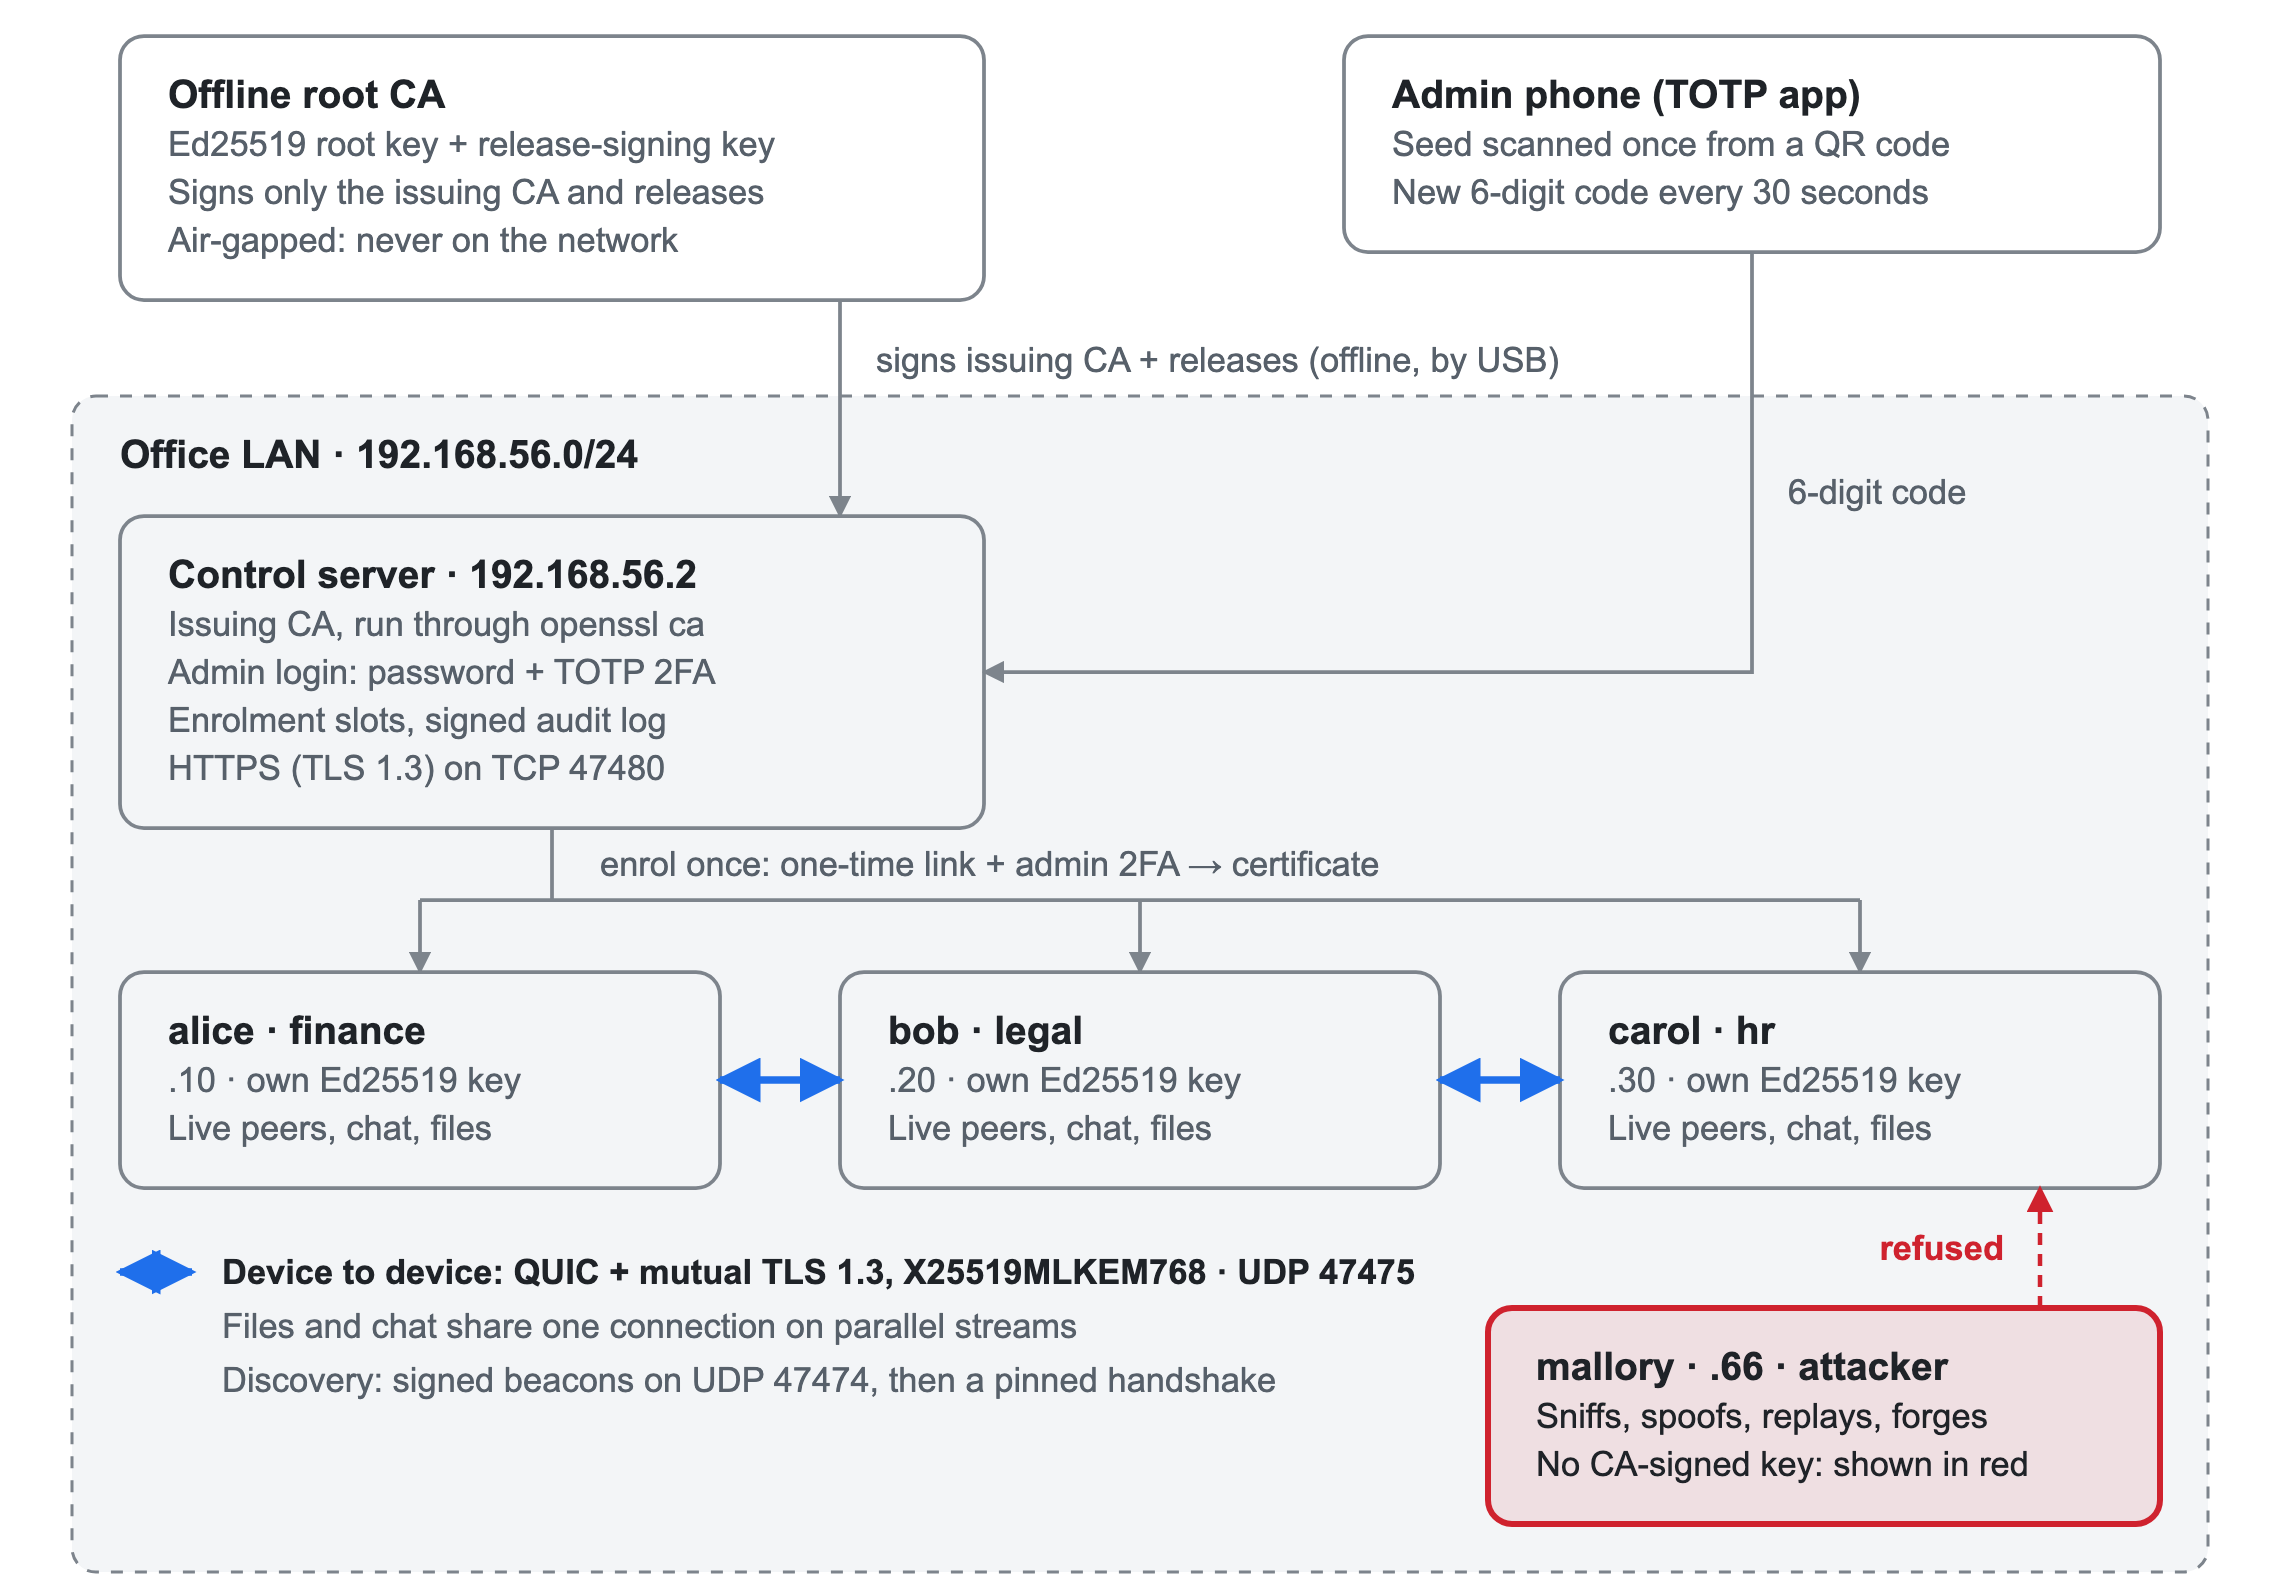 Offline root CA
Ed25519 root key + release-signing key
Signs only the issuing CA and releases
Air-gapped: never on the network
Admin phone (TOTP app)
Seed scanned once from a QR code
New 6-digit code every 30 seconds
signs issuing CA + releases (offline, by USB)
Office LAN · 192.168.56.0/24
6-digit code
Control server · 192.168.56.2
Issuing CA, run through openssl ca
Admin login: password + TOTP 2FA
Enrolment slots, signed audit log
HTTPS (TLS 1.3) on TCP 47480
enrol once: one-time link + admin 2FA → certificate
alice · finance
.10 · own Ed25519 key
Live peers, chat, files
bob · legal
.20 · own Ed25519 key
Live peers, chat, files
carol · hr
.30 · own Ed25519 key
Live peers, chat, files
refused
Device to device: QUIC + mutual TLS 1.3, X25519MLKEM768 · UDP 47475
Files and chat share one connection on parallel streams
Discovery: signed beacons on UDP 47474, then a pinned handshake
mallory · .66 · attacker
Sniffs, spoofs, replays, forges
No CA-signed key: shown in red